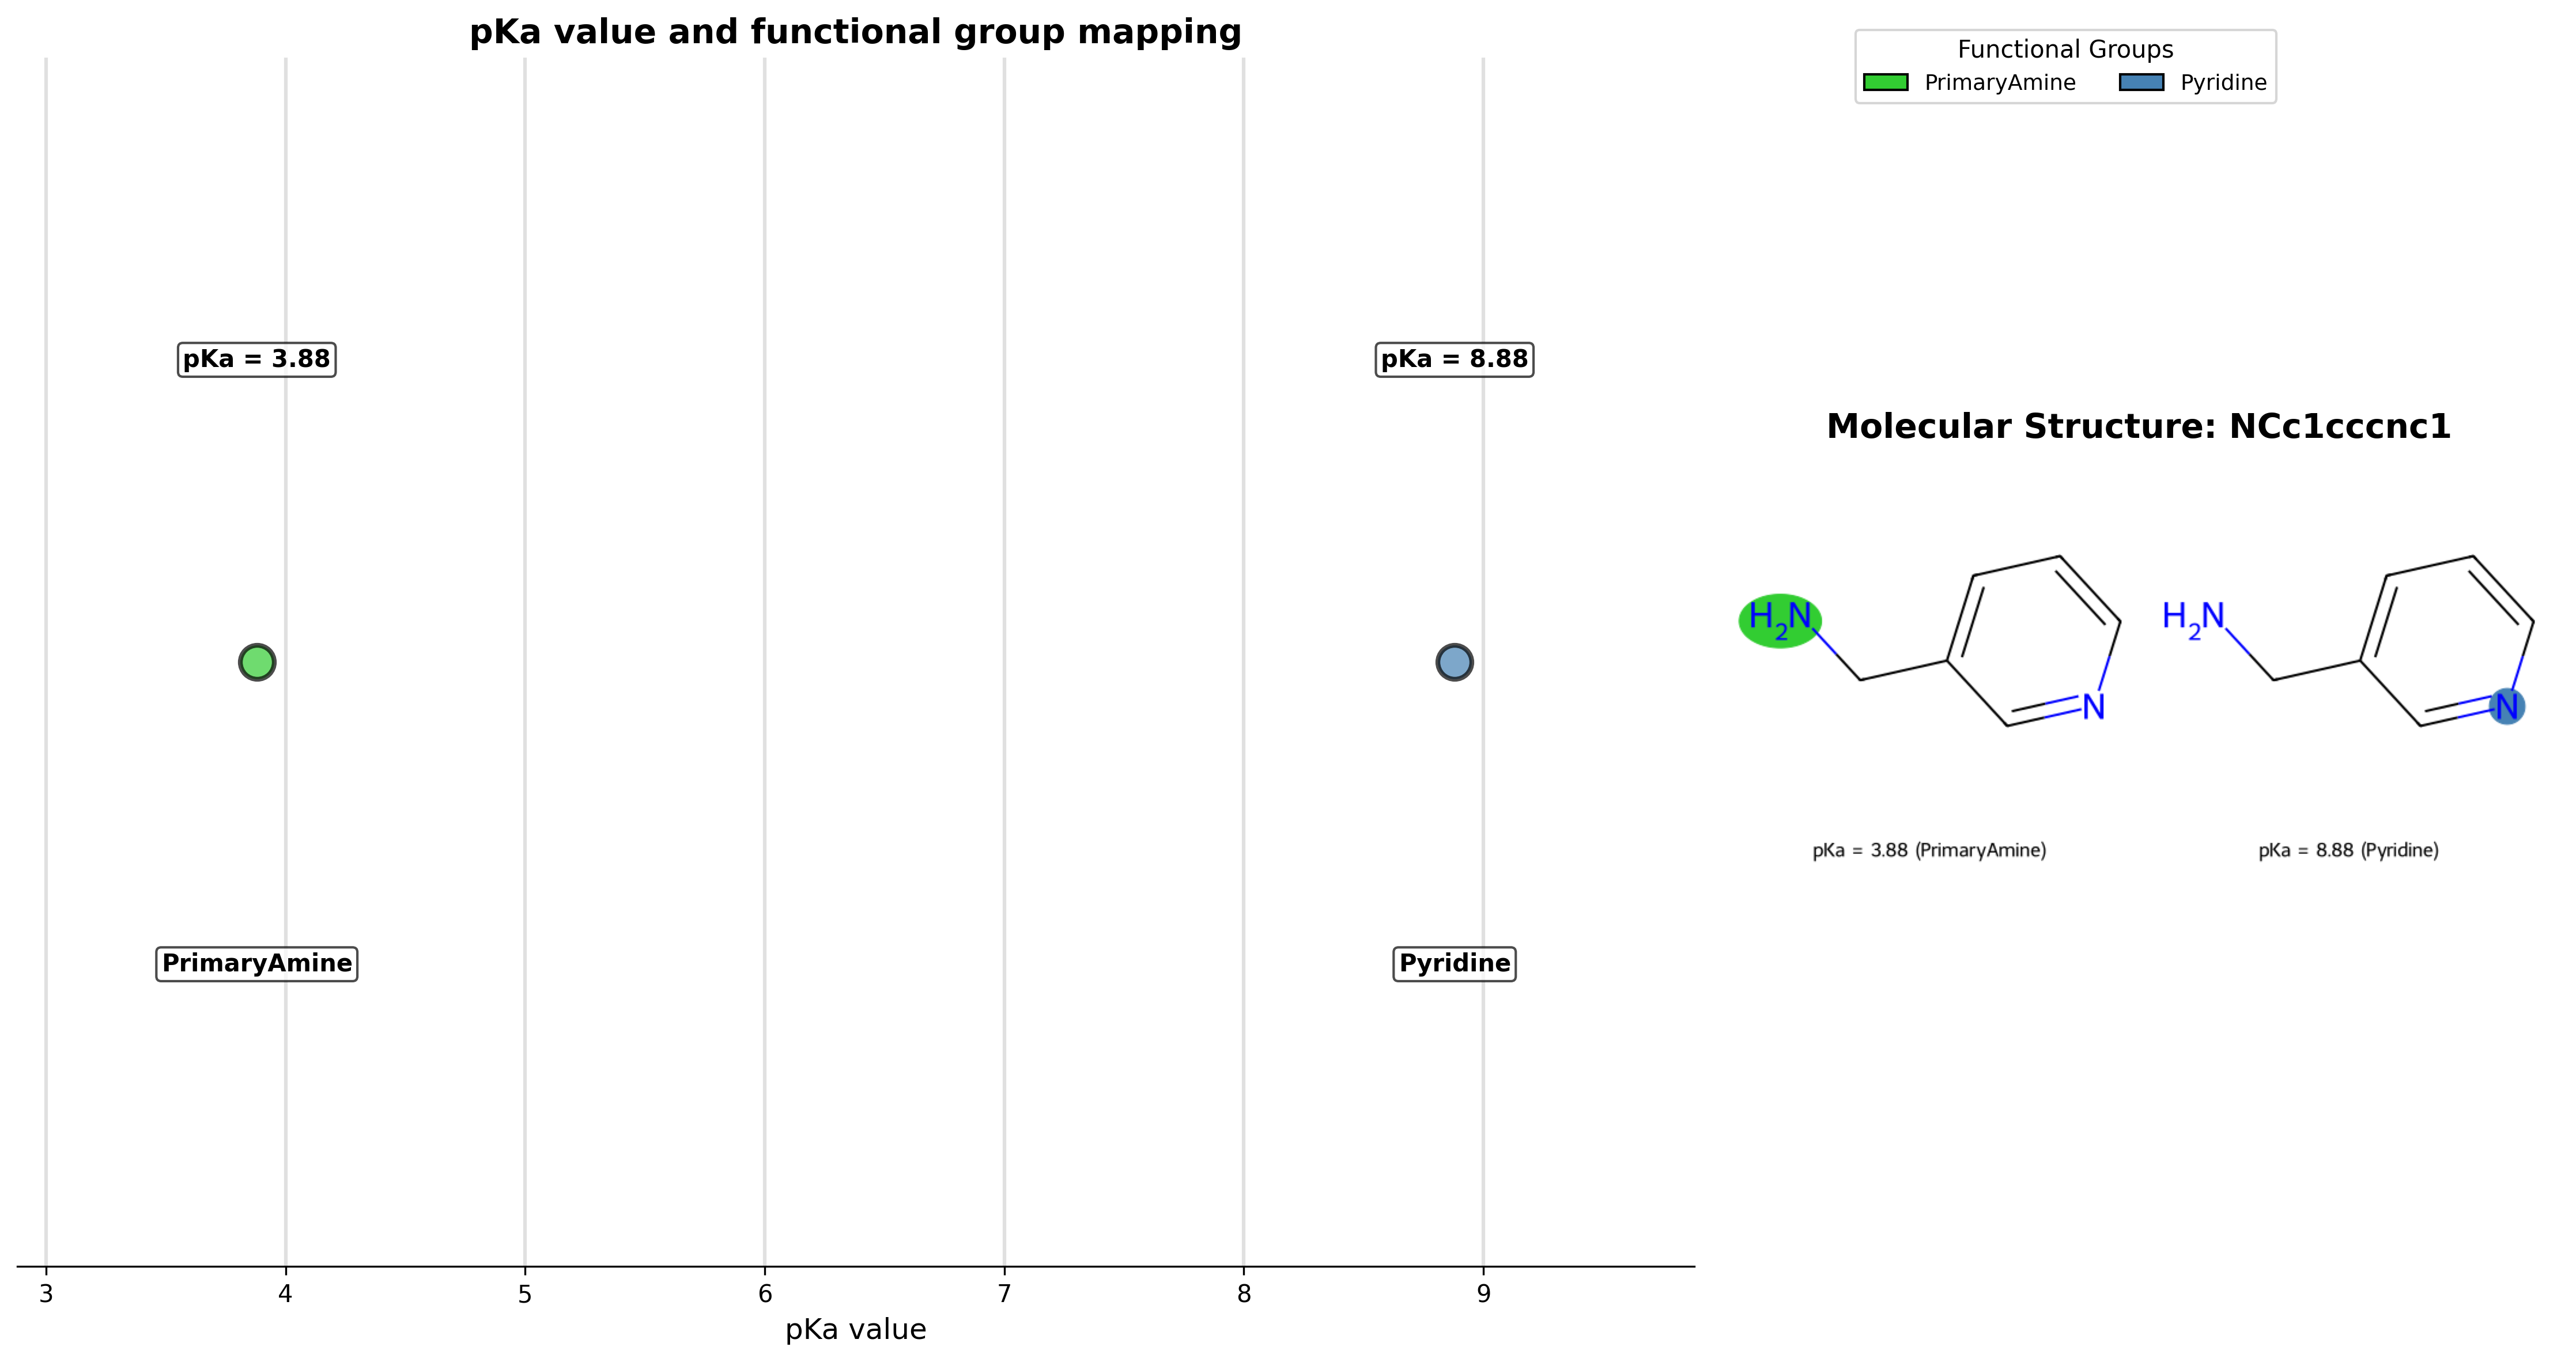 pKa value and functional group mapping
pKa = 3.88
pKa = 8.88
PrimaryAmine
Pyridine
3 4 5 6 7 8 9
pKa value
Functional Groups
PrimaryAmine Pyridine
Molecular Structure: NCc1cccnc1
H2N N
H2N N
pKa = 3.88 (PrimaryAmine)
pKa = 8.88 (Pyridine)